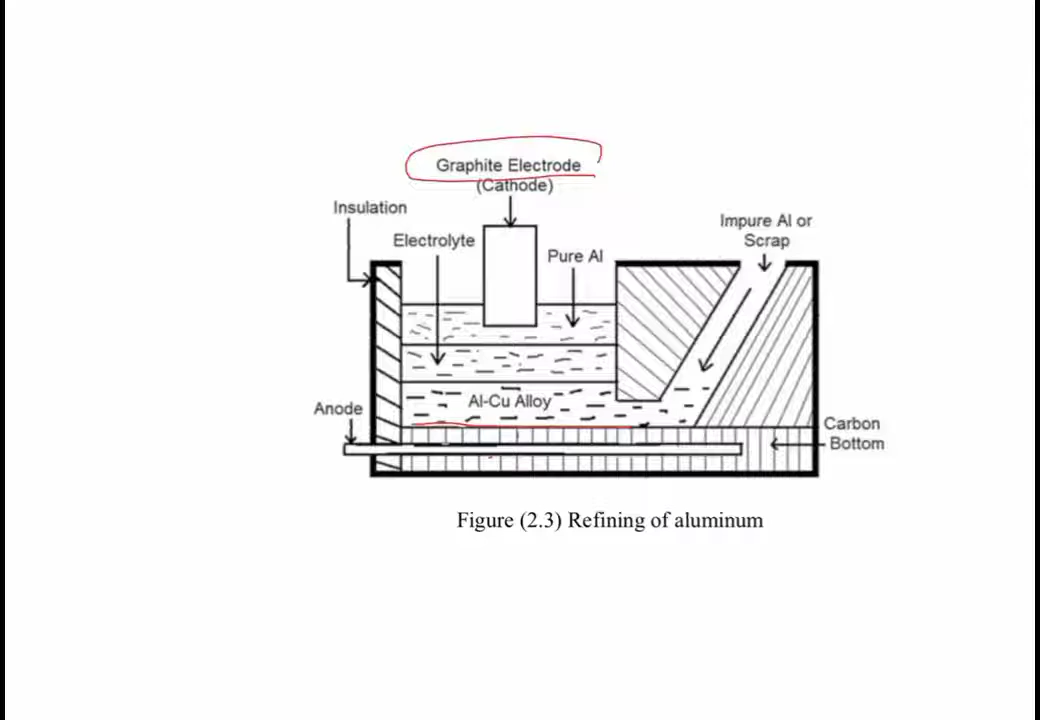 Graphite Electrode
(Cathode)
Insulation
Electrolyte
Pure Al
Impure Al or
Scrap
Al-Cu Alloy
Anode
Carbon
Bottom
Figure (2.3) Refining of aluminum